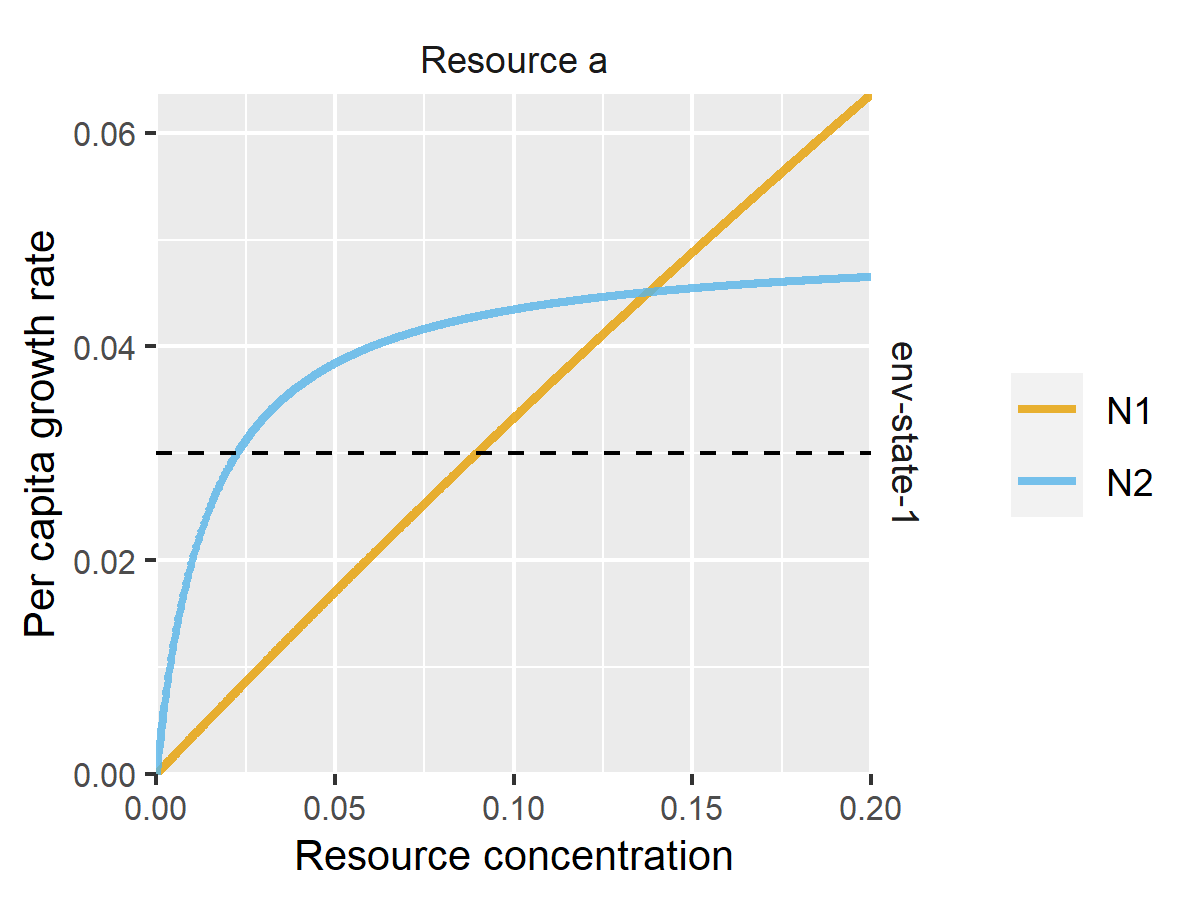 Resource a
0.06
0.04
0.02
0.00
Per capita growth rate
0.00 0.05 0.10 0.15 0.20
Resource concentration
env-state-1
N1
N2